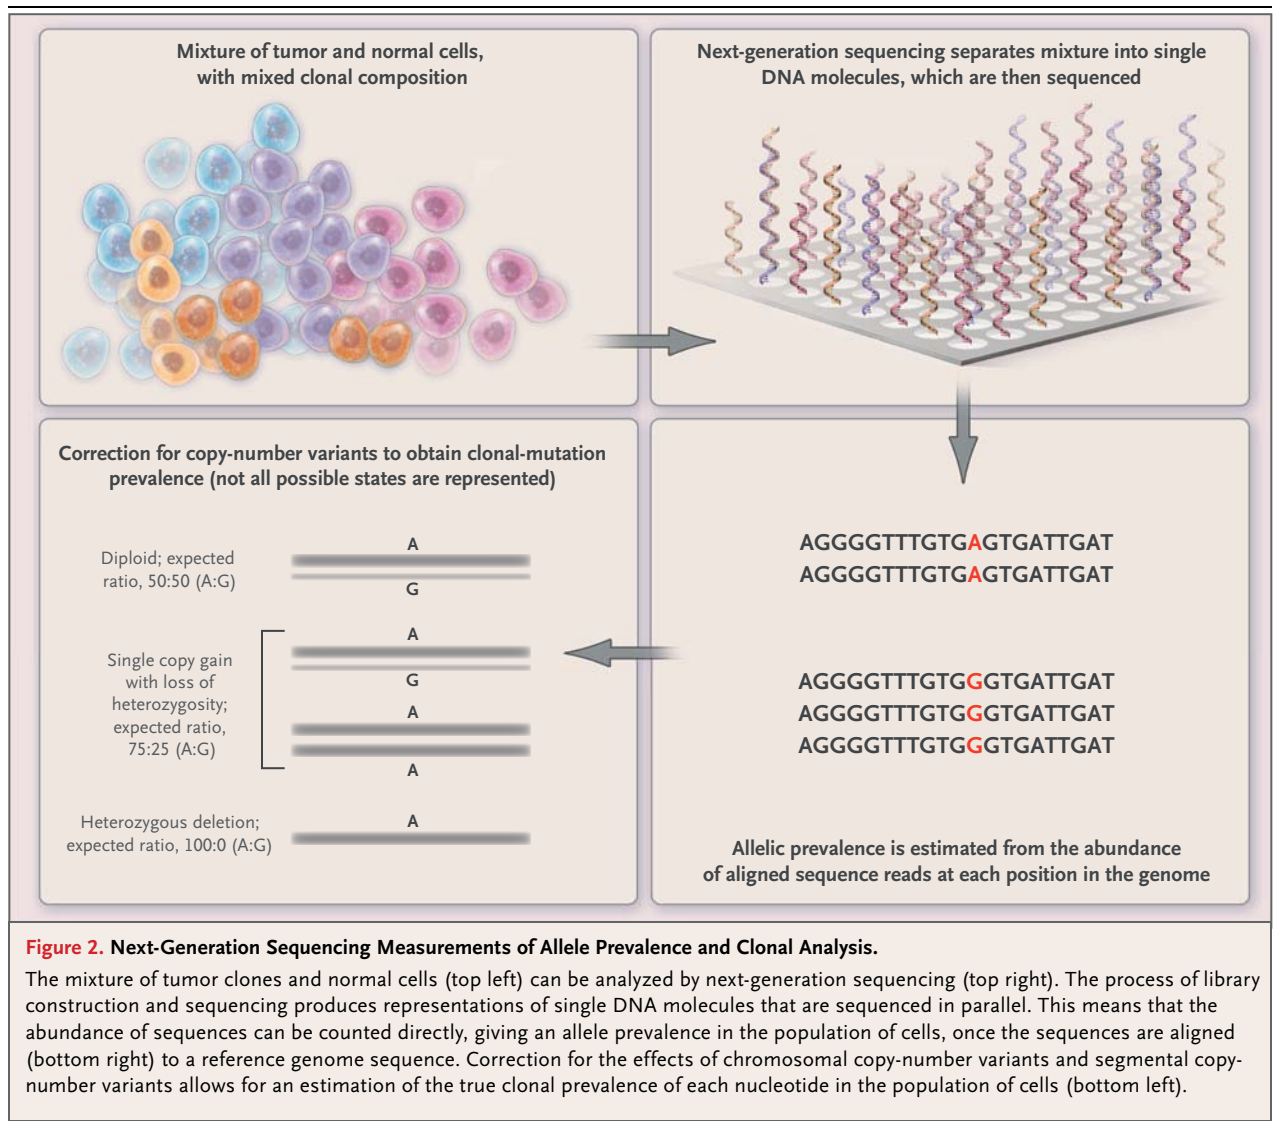 Mixture of tumor and normal cells,
with mixed clonal composition
Next-generation sequencing separates mixture into single
DNA molecules, which are then sequenced
Correction for copy-number variants to obtain clonal-mutation
prevalence (not all possible states are represented)
Diploid; expected
ratio, 50:50 (A:G)
A
G
Single copy gain
with loss of
heterozygosity;
expected ratio,
75:25 (A:G)
A
G
A
A
Heterozygous deletion;
expected ratio, 100:0 (A:G)
A
AGGGGTTTGTGAGTGATTGAT
AGGGGTTTGTGAGTGATTGAT
AGGGGTTTGTGGGTGATTGAT
AGGGGTTTGTGGGTGATTGAT
AGGGGTTTGTGGGTGATTGAT
Allelic prevalence is estimated from the abundance
of aligned sequence reads at each position in the genome
Figure 2. Next-Generation Sequencing Measurements of Allele Prevalence and Clonal Analysis.
The mixture of tumor clones and normal cells (top left) can be analyzed by next-generation sequencing (top right). The process of library
construction and sequencing produces representations of single DNA molecules that are sequenced in parallel. This means that the
abundance of sequences can be counted directly, giving an allele prevalence in the population of cells, once the sequences are aligned
(bottom right) to a reference genome sequence. Correction for the effects of chromosomal copy-number variants and segmental copy-
number variants allows for an estimation of the true clonal prevalence of each nucleotide in the population of cells (bottom left).